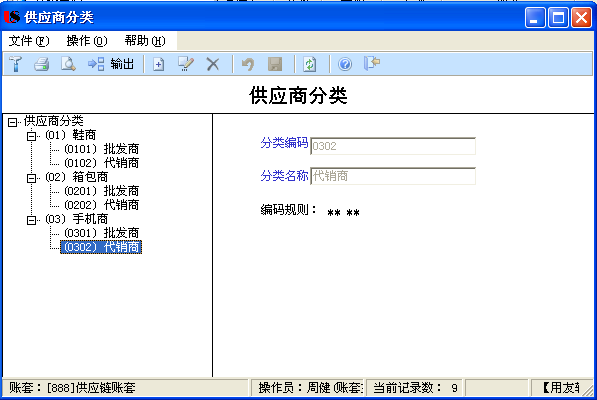 供应商分类
文件(F) 操作(O) 帮助(H)
输出
供应商分类
供应商分类
(01) 鞋商
(0101) 批发商
(0102) 代销商
(02) 箱包商
(0201) 批发商
(0202) 代销商
(03) 手机商
(0301) 批发商
(0302) 代销商
分类编码 0302
分类名称 代销商
编码规则： ** **
账套：[888]供应链账套 操作员：周健(账套 当前记录数： 9 【用友